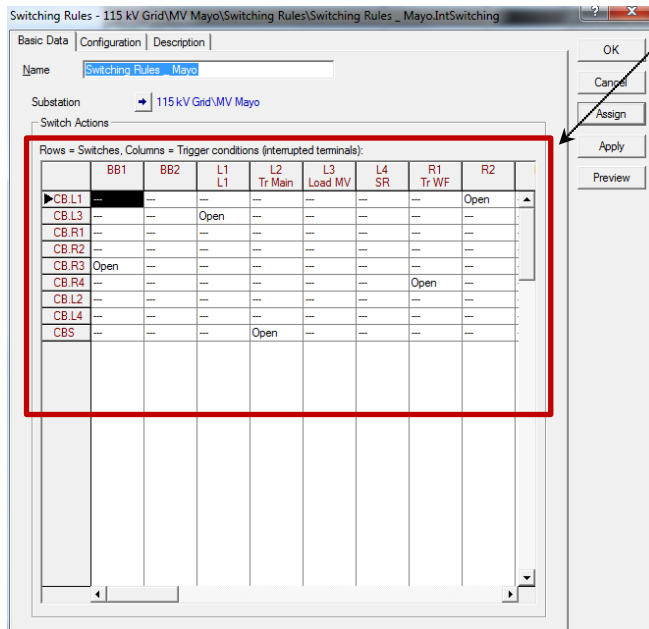 Switching Rules - 115 kV Grid\MV Mayo\Switching Rules\Switching Rules _ Mayo.IntSwitching
Basic Data Configuration Description
Name Switching Rules _ Mayo
Substation 115 kV Grid\MV Mayo
Switch Actions
Rows = Switches, Columns = Trigger conditions (interrupted terminals):
BB1 BB2 L1 L2 L3 L4 R1 R2
L1 Tr Main Load MV SR Tr WF
CB.L1 --- --- --- --- --- --- --- Open
CB.L3 --- --- Open --- --- --- --- ---
CB.R1 --- --- --- --- --- --- --- ---
CB.R2 --- --- --- --- --- --- --- ---
CB.R3 Open --- --- --- --- --- --- ---
CB.R4 --- --- --- --- --- --- Open ---
CB.L2 --- --- --- --- --- --- --- ---
CB.L4 --- --- --- --- --- --- --- ---
CBS --- --- --- Open --- --- --- ---
OK
Cancel
Assign
Apply
Preview